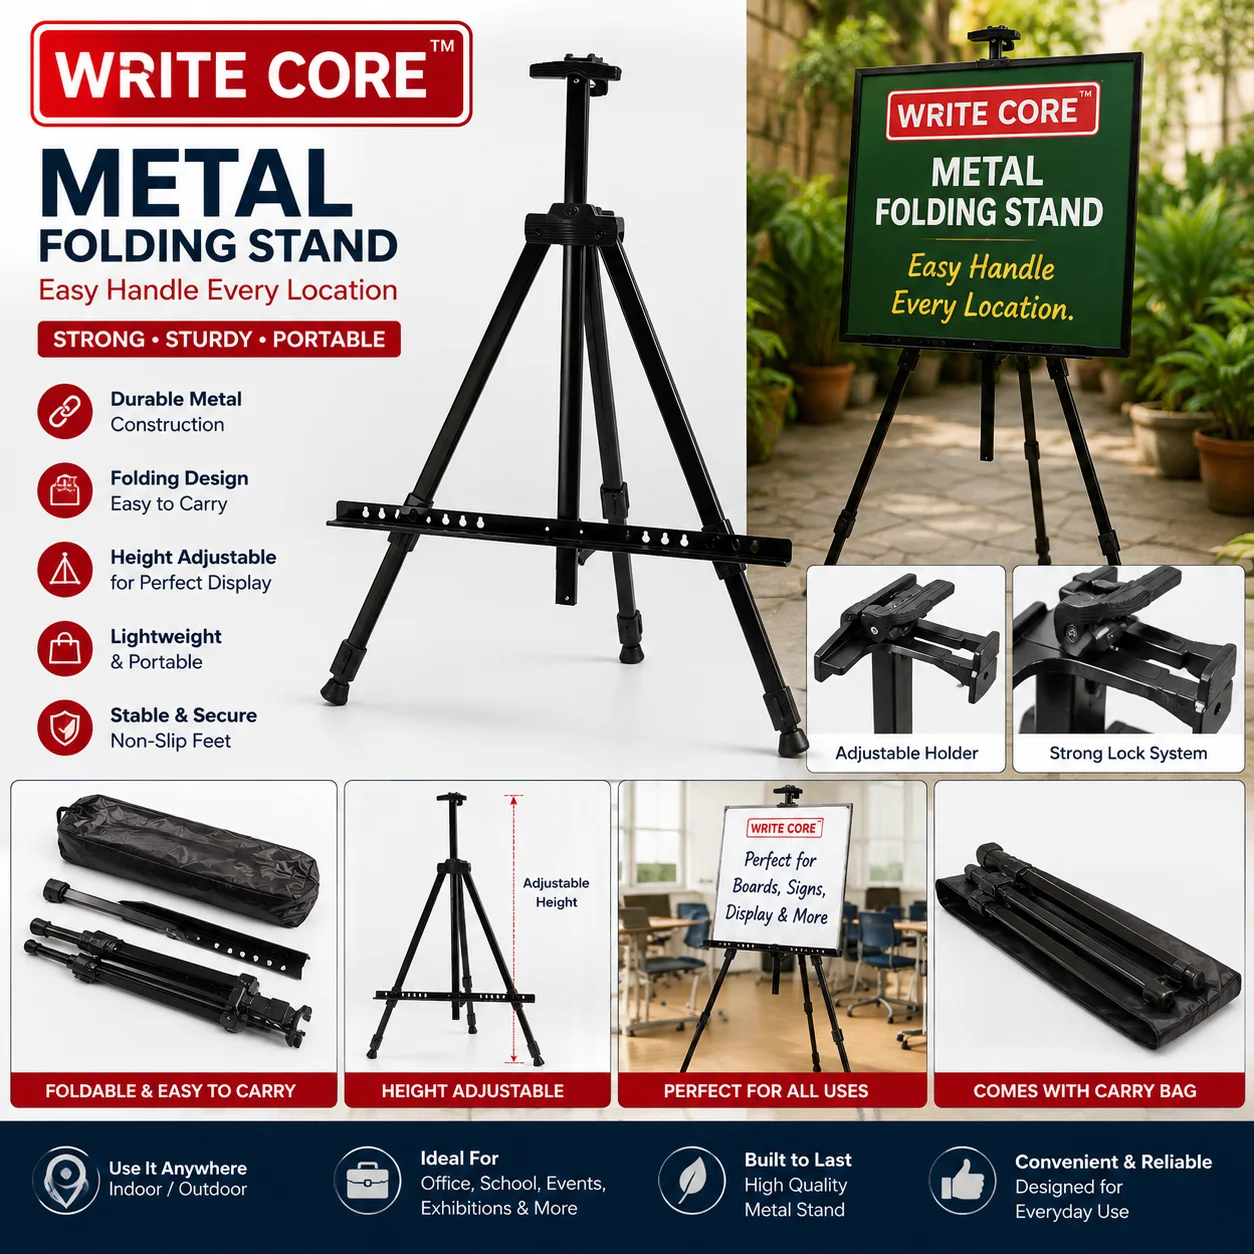 WRITE CORE™
METAL
FOLDING STAND
Easy Handle Every Location
STRONG • STURDY • PORTABLE
Durable Metal
Construction
Folding Design
Easy to Carry
Height Adjustable
for Perfect Display
Lightweight
& Portable
Stable & Secure
Non-Slip Feet
WRITE CORE™
METAL
FOLDING STAND
Easy Handle
Every Location.
Adjustable Holder
Strong Lock System
FOLDABLE & EASY TO CARRY
Adjustable
Height
HEIGHT ADJUSTABLE
WRITE CORE™
Perfect for
Boards, Signs,
Display & More
PERFECT FOR ALL USES
COMES WITH CARRY BAG
Use It Anywhere
Indoor / Outdoor
Ideal For
Office, School, Events,
Exhibitions & More
Built to Last
High Quality
Metal Stand
Convenient & Reliable
Designed for
Everyday Use